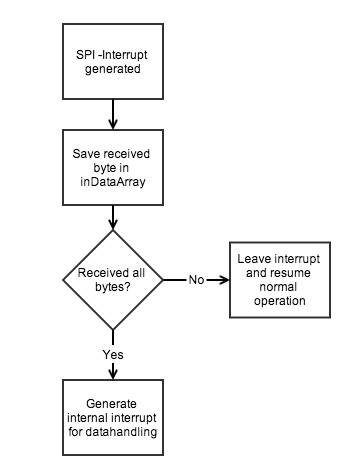 SPI -Interrupt
generated
Save received
byte in
inDataArray
Received all
bytes?
No
Leave interrupt
and resume
normal
operation
Yes
Generate
internal interrupt
for datahandling